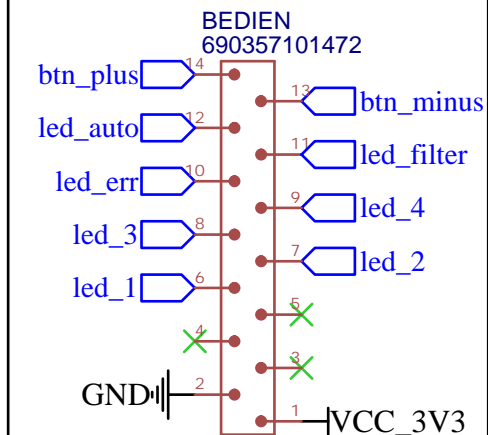 BEDIEN
690357101472
btn_plus 14
13 btn_minus
led_auto 12
11 led_filter
led_err 10
9 led_4
led_3 8
7 led_2
led_1 6
5
4
3
GND 2
1 VCC_3V3